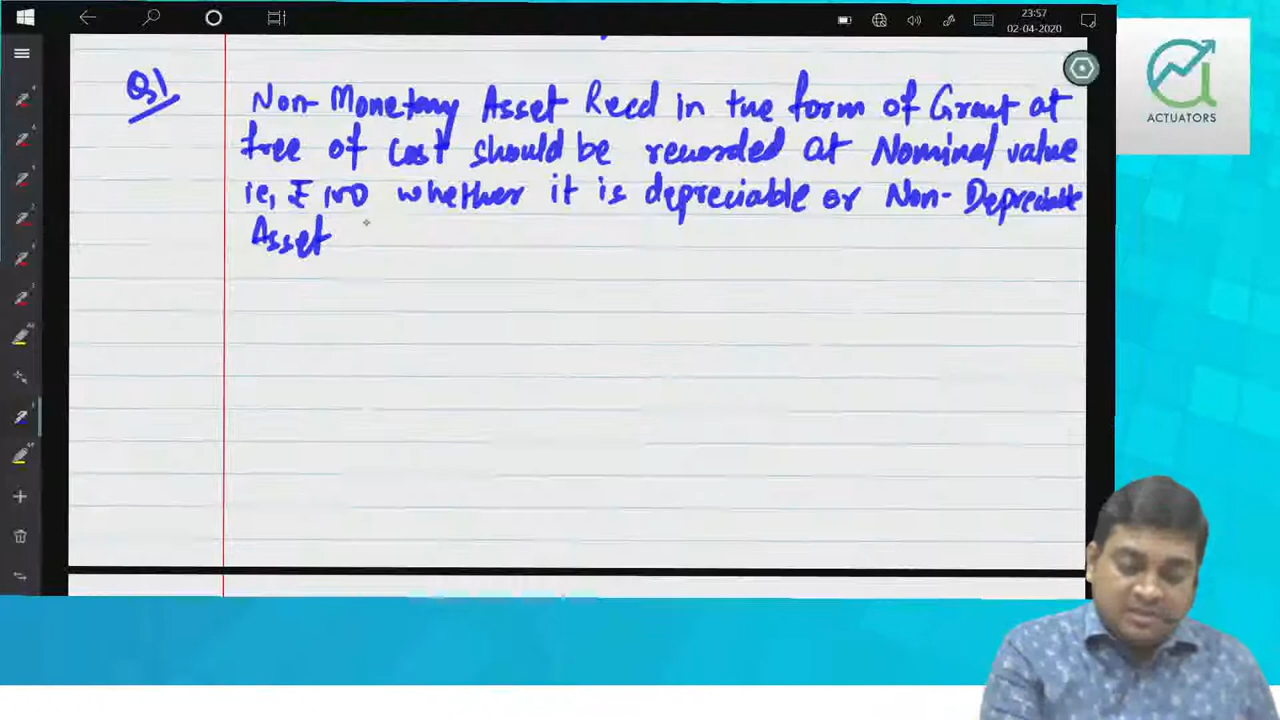 23:57
02-04-2020
ACTUATORS
Q1
Non-Monetary Asset Recd in the form of Grant at
free of cost should be recorded at Nominal value
ie, ₹ 100 whether it is depreciable or Non-Depreciable
Asset